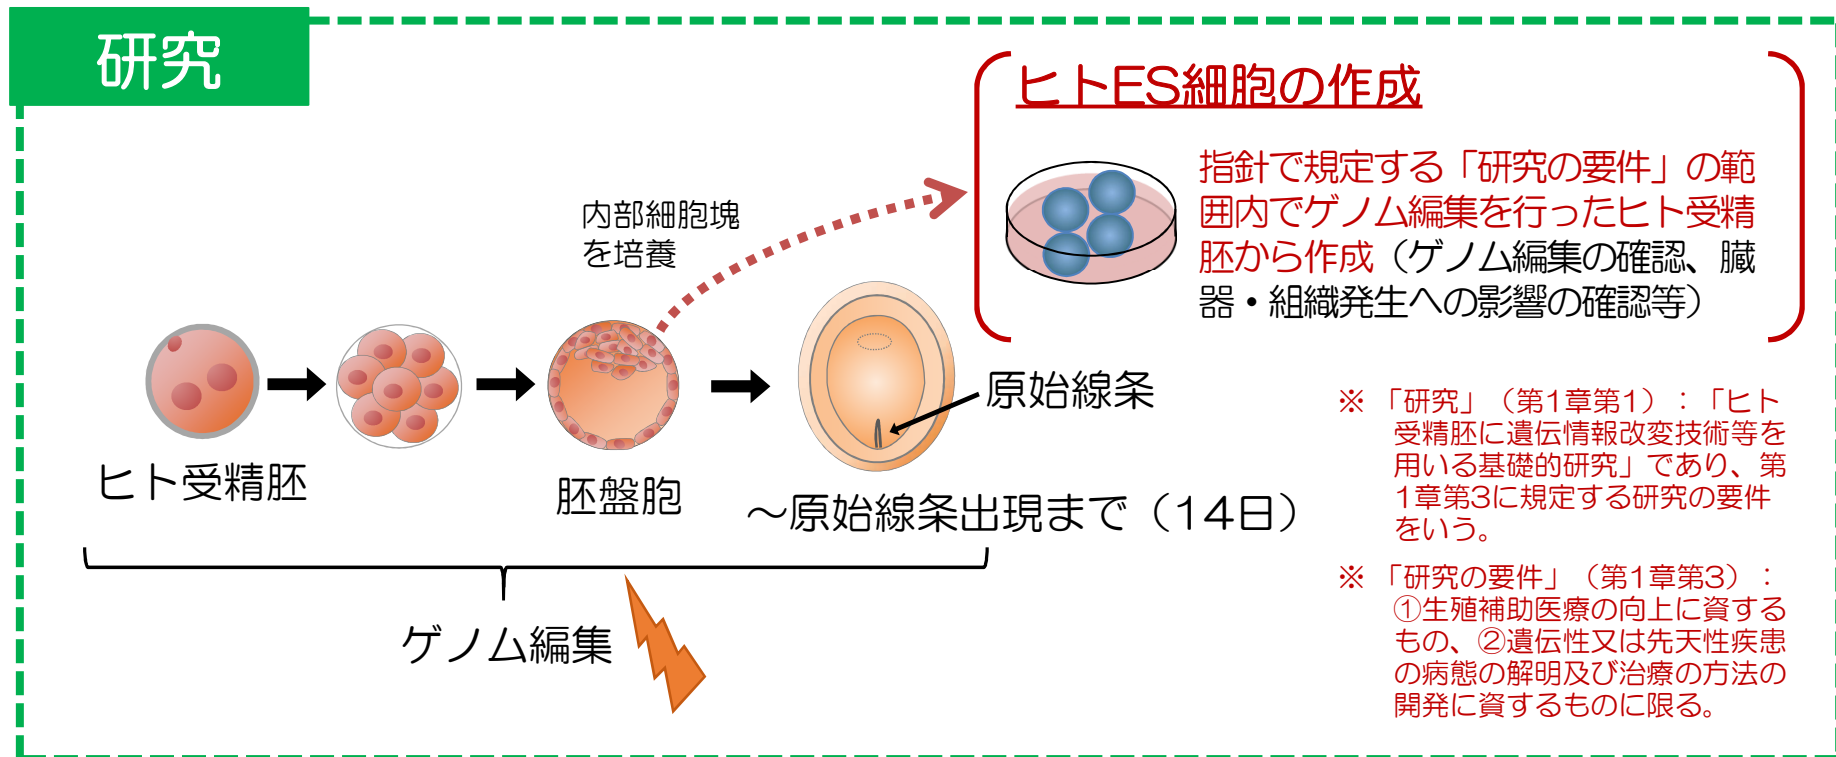 研究
ヒトES細胞の作成
指針で規定する「研究の要件」の範
囲内でゲノム編集を行ったヒト受精
胚から作成（ゲノム編集の確認、臓
器・組織発生への影響の確認等）
内部細胞塊
を培養
原始線条
ヒト受精胚
胚盤胞
～原始線条出現まで（14日）
ゲノム編集
※ 「研究」（第1章第1）：「ヒト
受精胚に遺伝情報改変技術等を
用いる基礎的研究」であり、第
1章第3に規定する研究の要件
をいう。
※ 「研究の要件」（第1章第3）：
①生殖補助医療の向上に資する
もの、②遺伝性又は先天性疾患
の病態の解明及び治療の方法の
開発に資するものに限る。